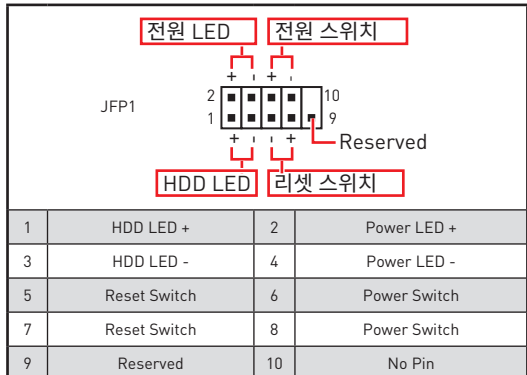 전원 LED 전원 스위치
+ - + -
2 10
JFP1
1 9
+ - - +
Reserved
HDD LED 리셋 스위치
1 HDD LED + 2 Power LED +
3 HDD LED - 4 Power LED -
5 Reset Switch 6 Power Switch
7 Reset Switch 8 Power Switch
9 Reserved 10 No Pin